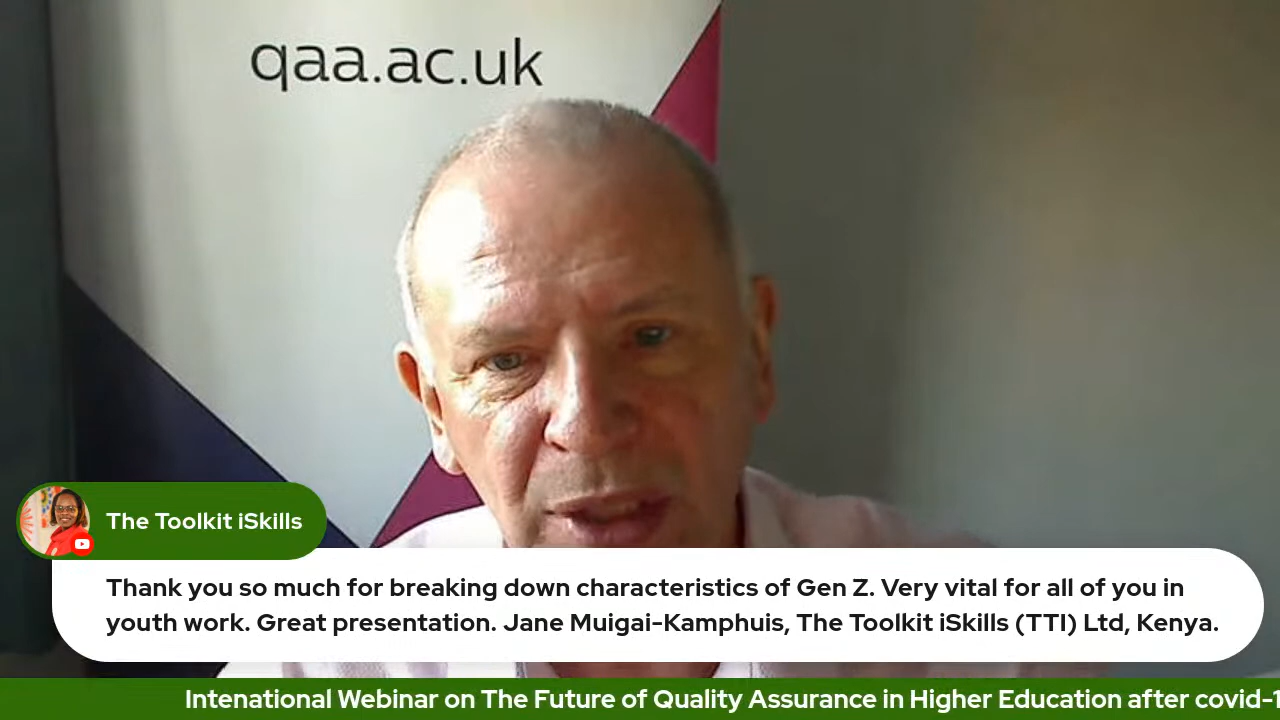 qaa.ac.uk
The Toolkit iSkills
Thank you so much for breaking down characteristics of Gen Z. Very vital for all of you in
youth work. Great presentation. Jane Muigai-Kamphuis, The Toolkit iSkills (TTI) Ltd, Kenya.
Intenational Webinar on The Future of Quality Assurance in Higher Education after covid-1